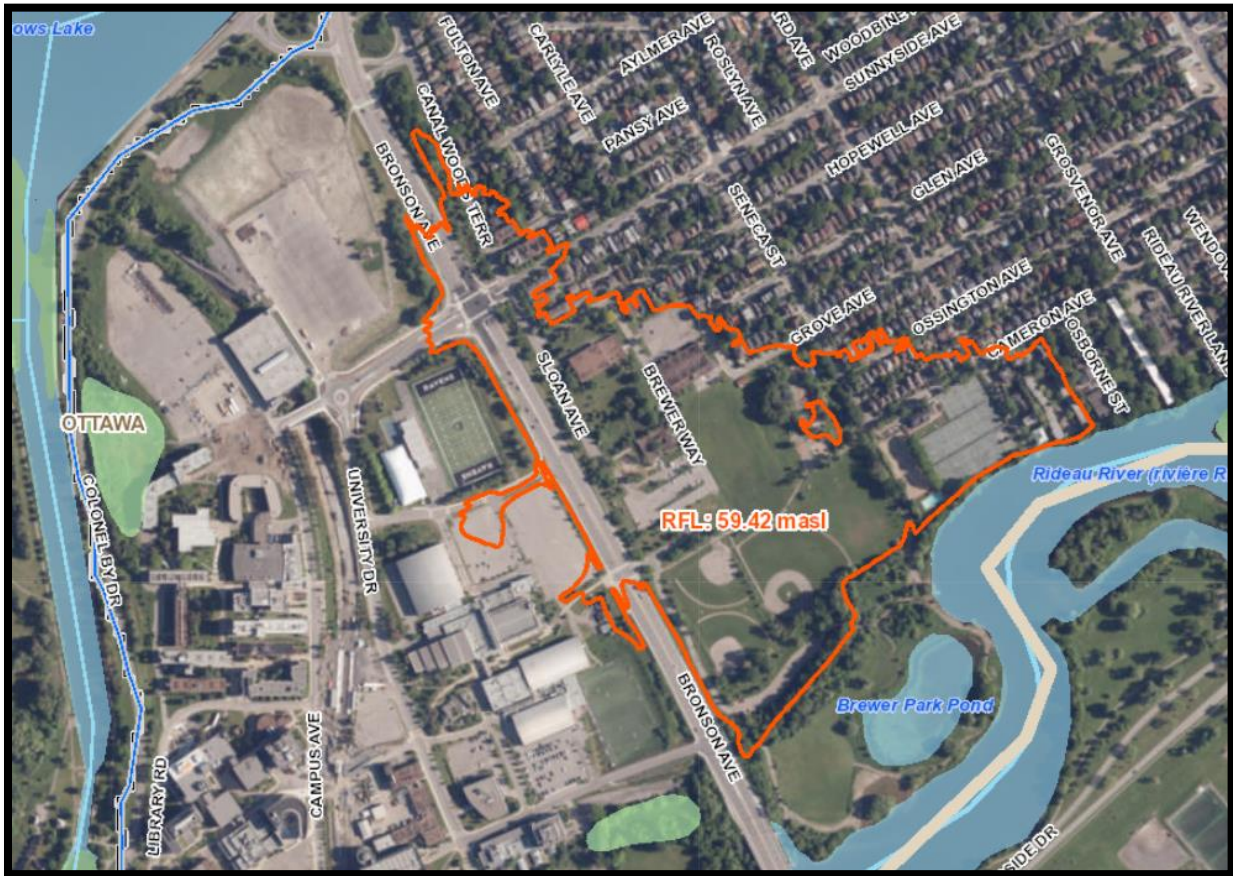 ows Lake
FULTON AVE
CARLYLE AVE
AYLMER AVE
ROSLYN AVE
ARD AVE
WOODBINE
SUNNYSIDE AVE
CANAL WOODS TERR
PANSY AVE
BRONSON AVE
HOPEWELL AVE
GLEN AVE
GROSVENOR AVE
SENECA ST
WENDOV
RIDEAU RIVER LANE
GROVE AVE
OSSINGTON AVE
CAMERON AVE
OSBORNE ST
SLOAN AVE
BREWER WAY
RAVENS
OTTAWA
COLONEL BY DR
UNIVERSITY DR
Rideau River (rivière R
RFL: 59.42 masl
BRONSON AVE
Brewer Park Pond
CAMPUS AVE
LIBRARY RD
SIDE DR